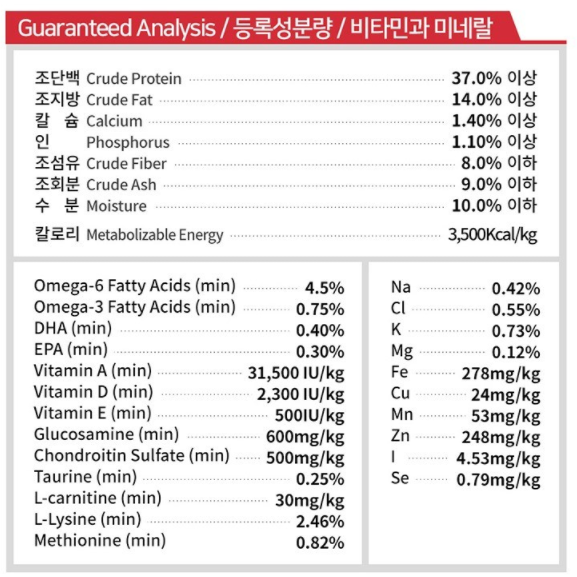 Guaranteed Analysis / 등록성분량 / 비타민과 미네랄
조단백 Crude Protein 37.0% 이상
조지방 Crude Fat 14.0% 이상
칼 슘 Calcium 1.40% 이상
인 Phosphorus 1.10% 이상
조섬유 Crude Fiber 8.0% 이하
조회분 Crude Ash 9.0% 이하
수 분 Moisture 10.0% 이하
칼로리 Metabolizable Energy 3,500Kcal/kg
Omega-6 Fatty Acids (min) 4.5%
Omega-3 Fatty Acids (min) 0.75%
DHA (min) 0.40%
EPA (min) 0.30%
Vitamin A (min) 31,500 IU/kg
Vitamin D (min) 2,300 IU/kg
Vitamin E (min) 500IU/kg
Glucosamine (min) 600mg/kg
Chondroitin Sulfate (min) 500mg/kg
Taurine (min) 0.25%
L-carnitine (min) 30mg/kg
L-Lysine (min) 2.46%
Methionine (min) 0.82%
Na 0.42%
Cl 0.55%
K 0.73%
Mg 0.12%
Fe 278mg/kg
Cu 24mg/kg
Mn 53mg/kg
Zn 248mg/kg
I 4.53mg/kg
Se 0.79mg/kg